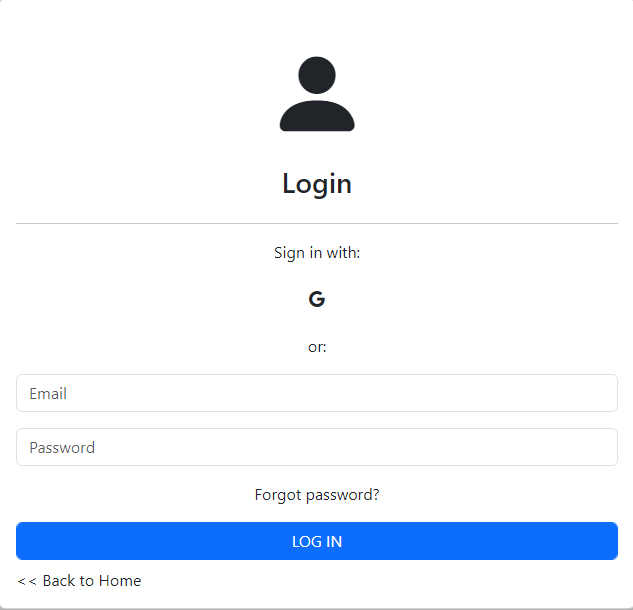 Login
Sign in with:
G
or:
Email
Password
Forgot password?
LOG IN
<< Back to Home